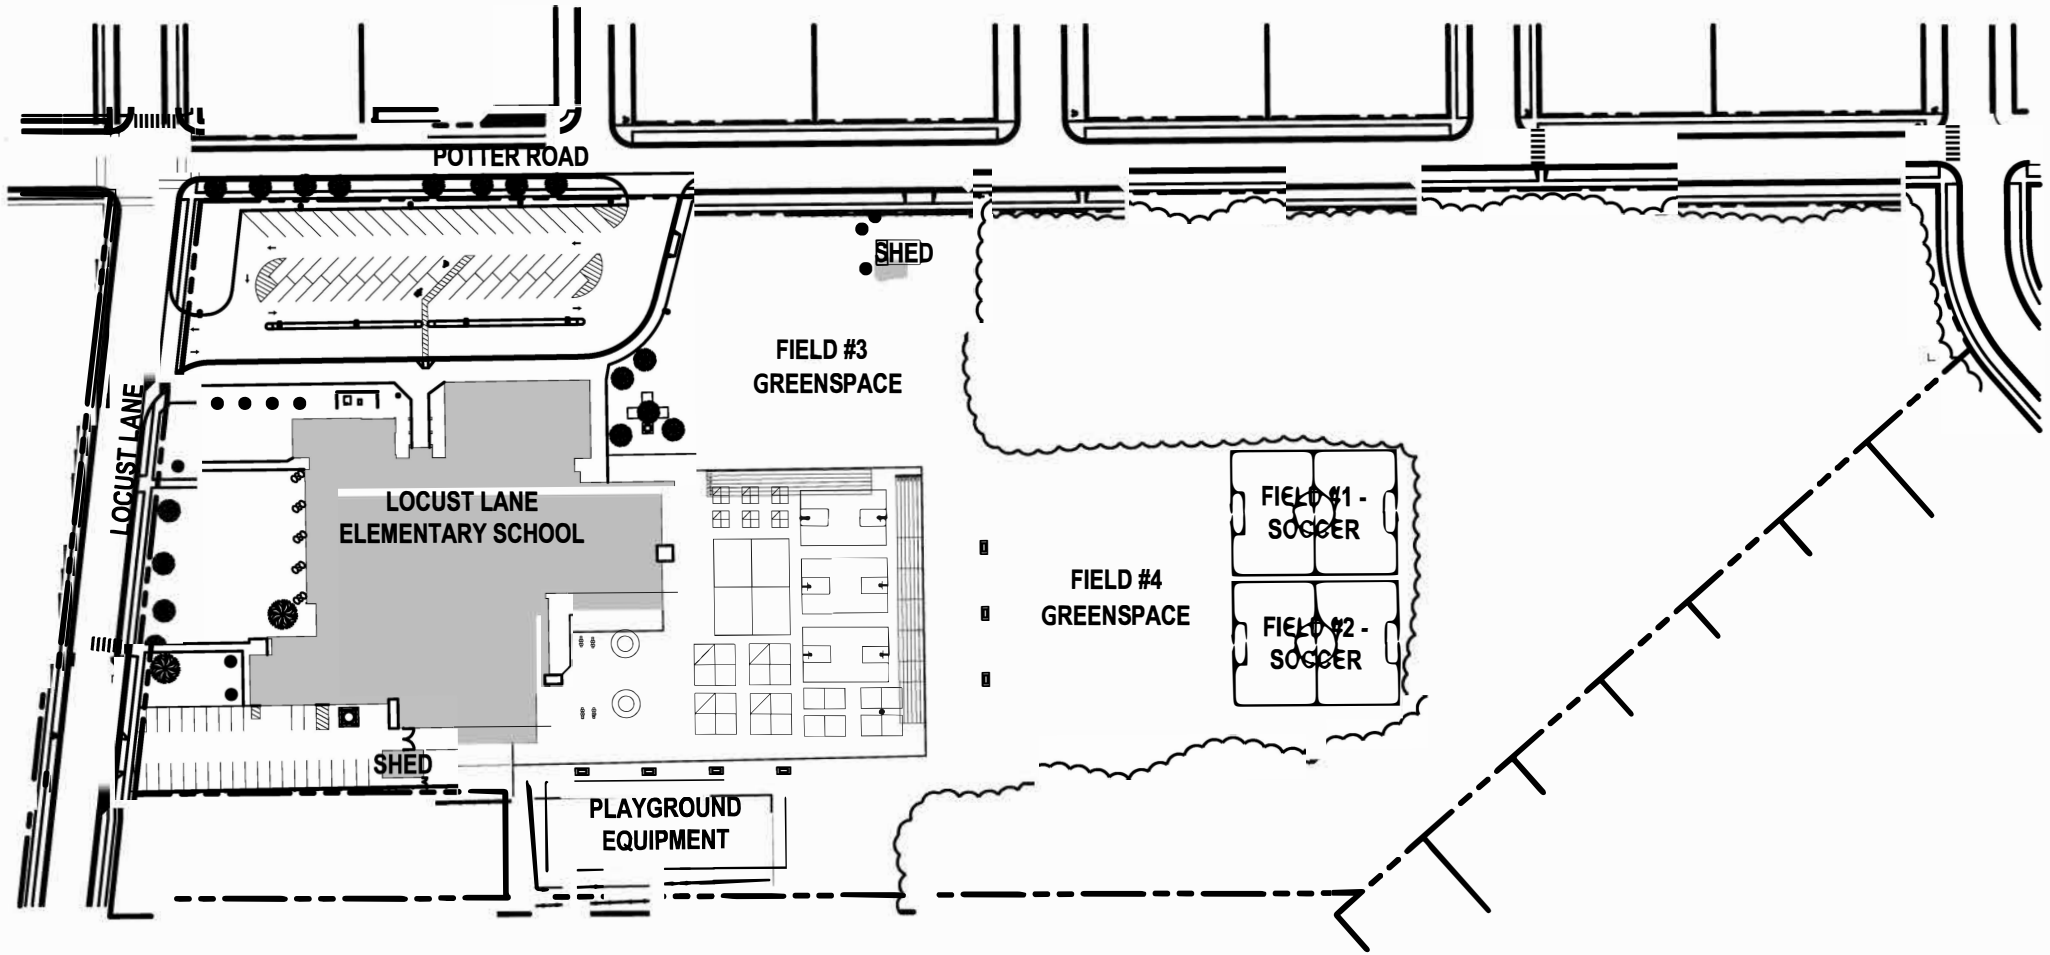 POTTER ROAD
SHED
FIELD #3
GREENSPACE
LOCUST LANE
LOCUST LANE
ELEMENTARY SCHOOL
FIELD #1 -
SOCCER
FIELD #4
GREENSPACE
FIELD #2 -
SOCCER
SHED
PLAYGROUND
EQUIPMENT